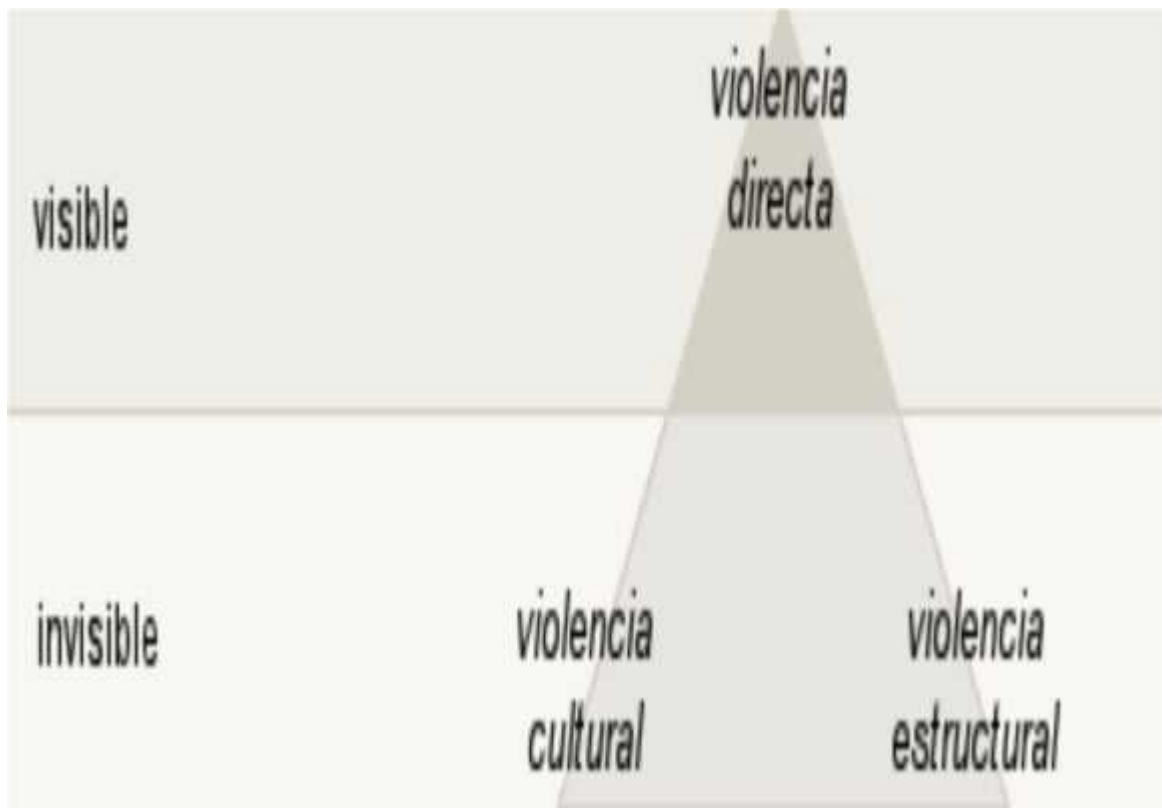 violencia
directa
visible
invisible
violencia
cultural
violencia
estructural